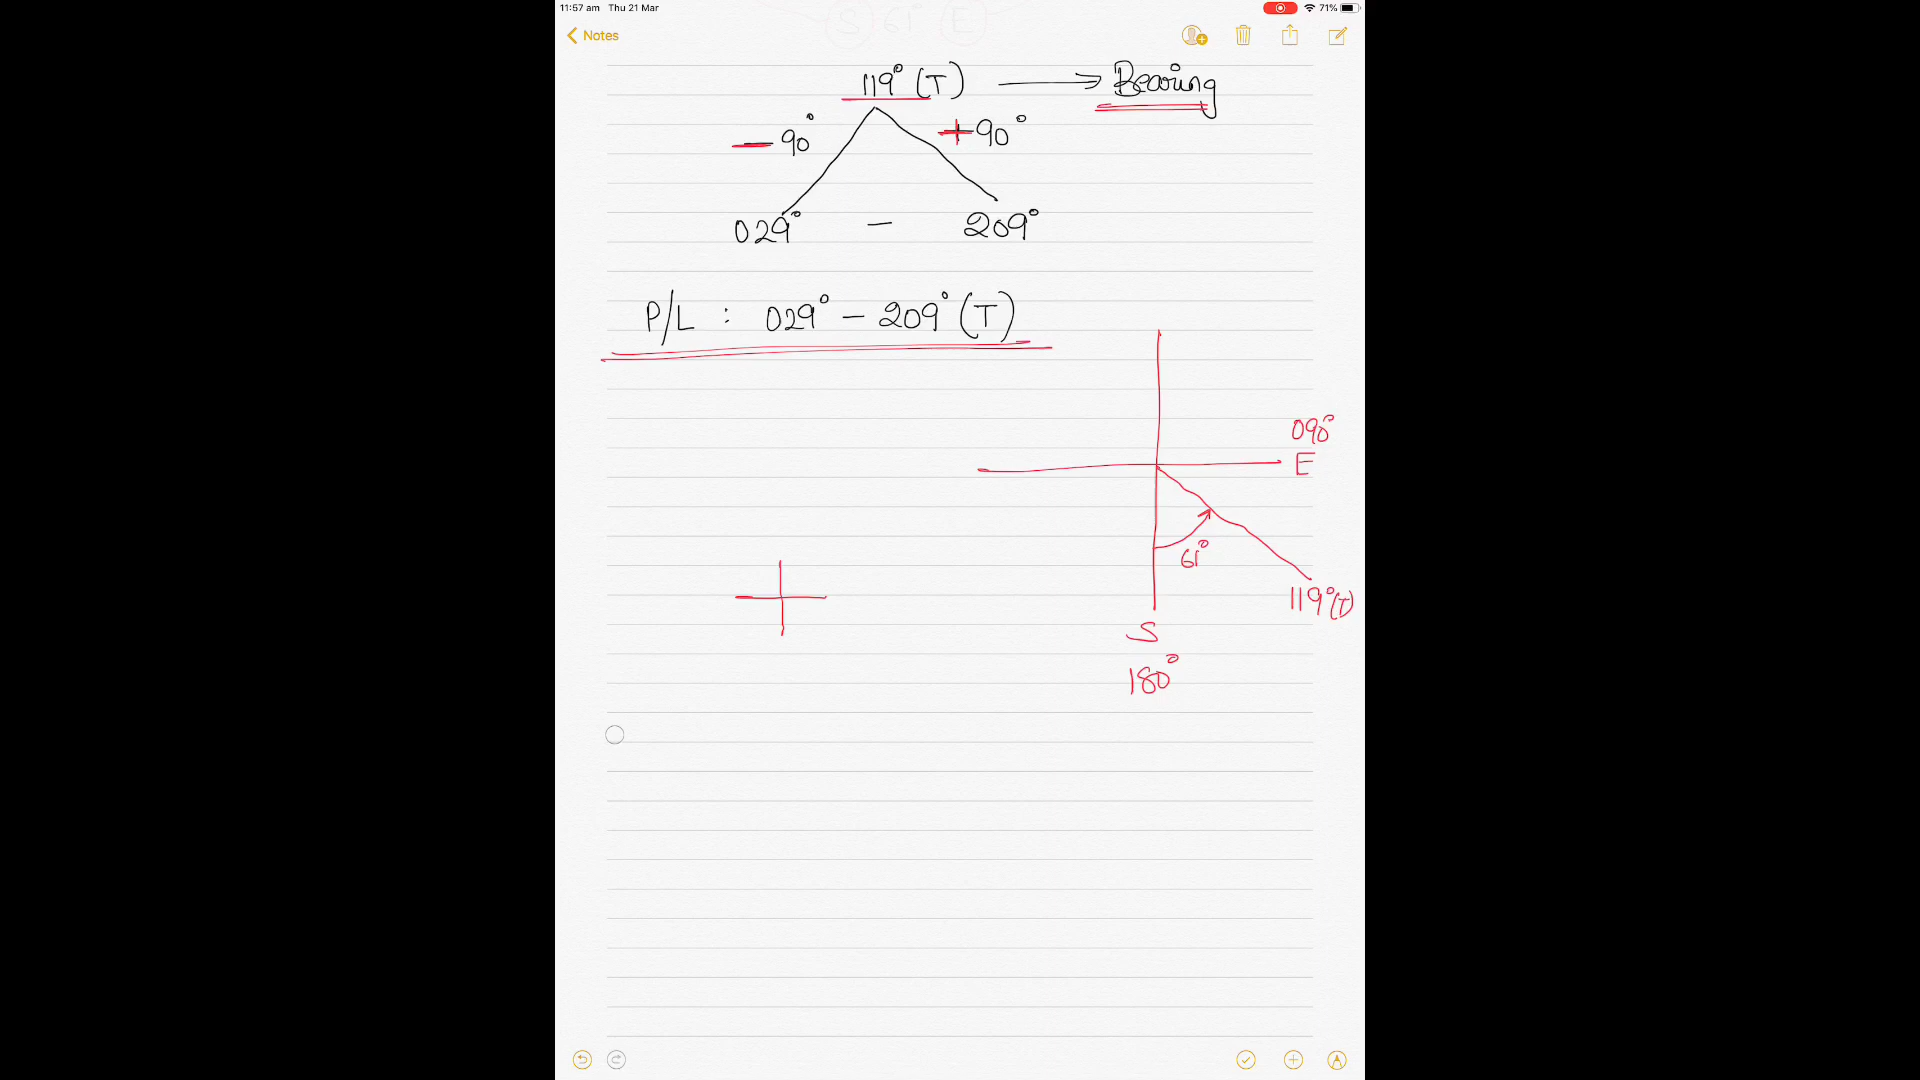 11:57 am Thu 21 Mar 71%
Notes
S 61° E
119° (T) → Bearing
- 90° + 90°
029° - 209°
P/L : 029° - 209° (T)
090°
E
61°
119°(T)
S
180°